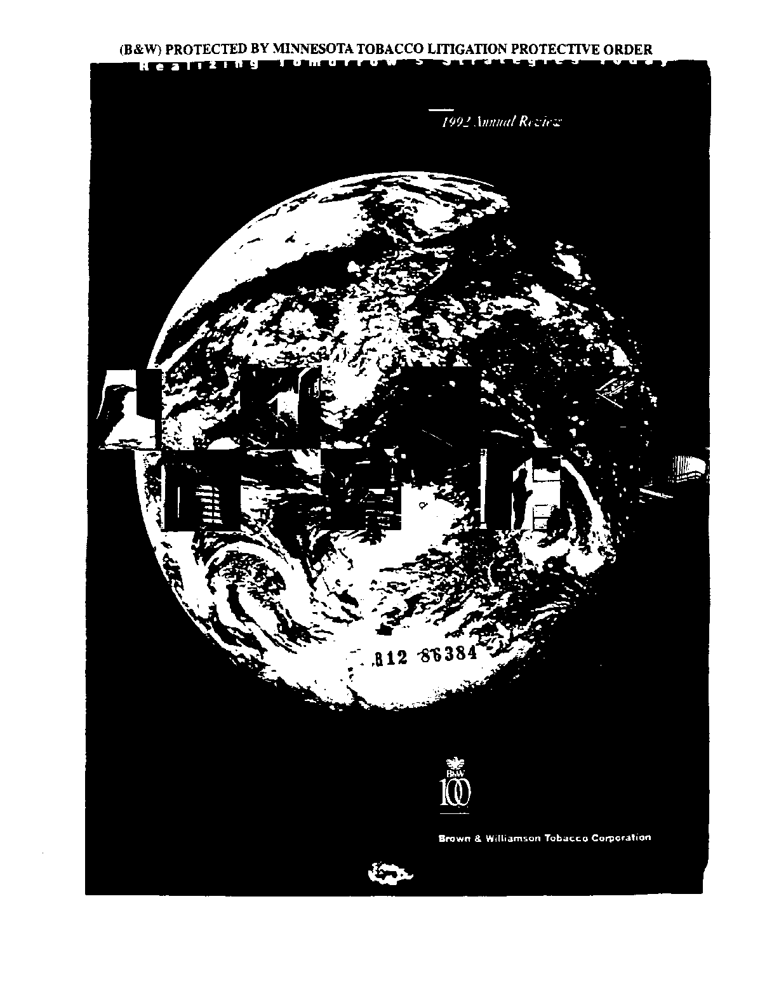 (B&W) PROTECTED BY MINNESOTA TOBACCO LITIGATION PROTECTIVE ORDER
Realizing Tomorrow's Strategies Today
1992 Annual Review
B12 86384
B&W
100
Brown & Williamson Tobacco Corporation